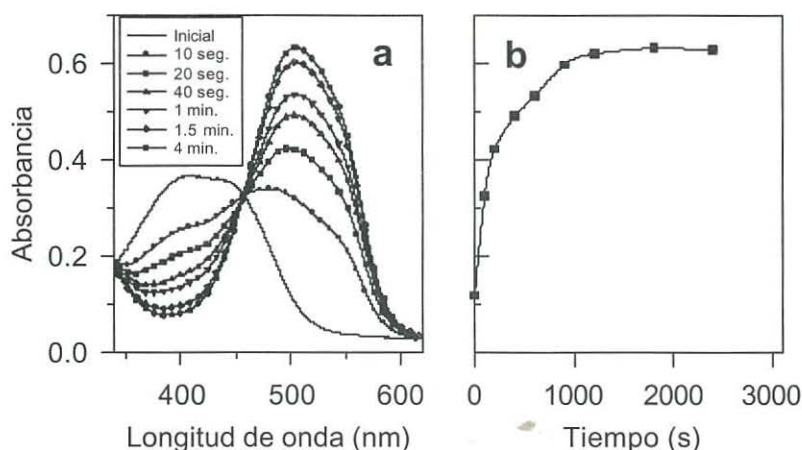 Absorbancia
0.6
0.4
0.2
0.0
Inicial
10 seg.
20 seg.
40 seg.
1 min.
1.5 min.
4 min.
a
400
500
600
Longitud de onda (nm)
b
0
1000
2000
3000
Tiempo (s)